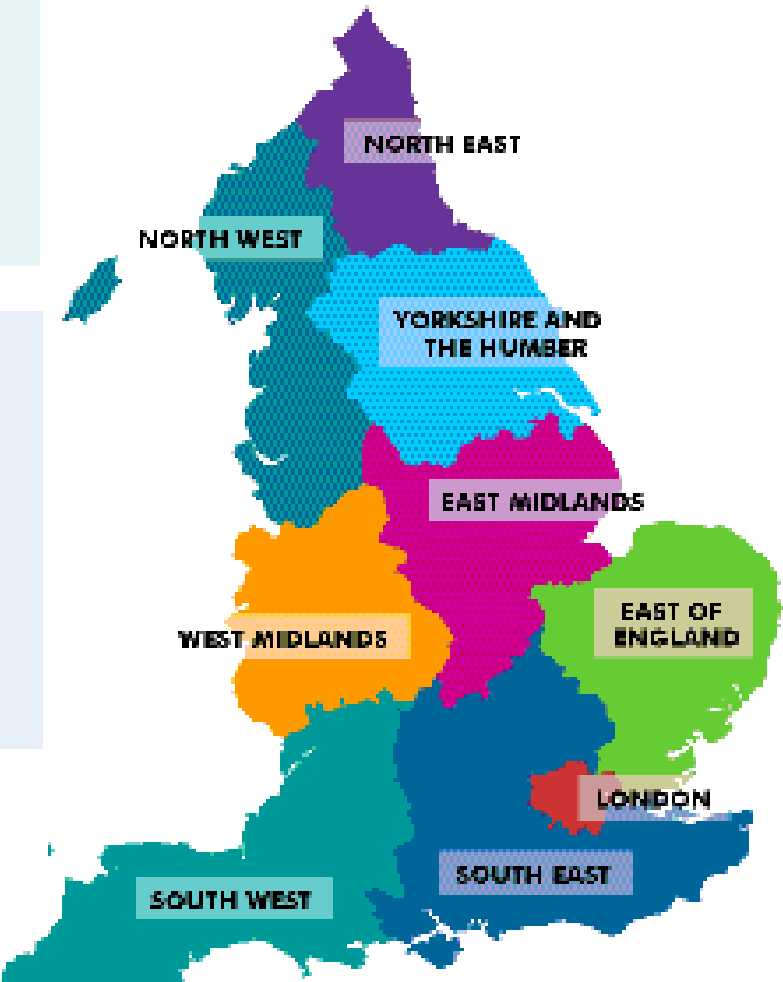 NORTH EAST
NORTH WEST
YORKSHIRE AND
THE HUMBER
EAST MIDLANDS
EAST OF
ENGLAND
WEST MIDLANDS
LONDON
SOUTH EAST
SOUTH WEST